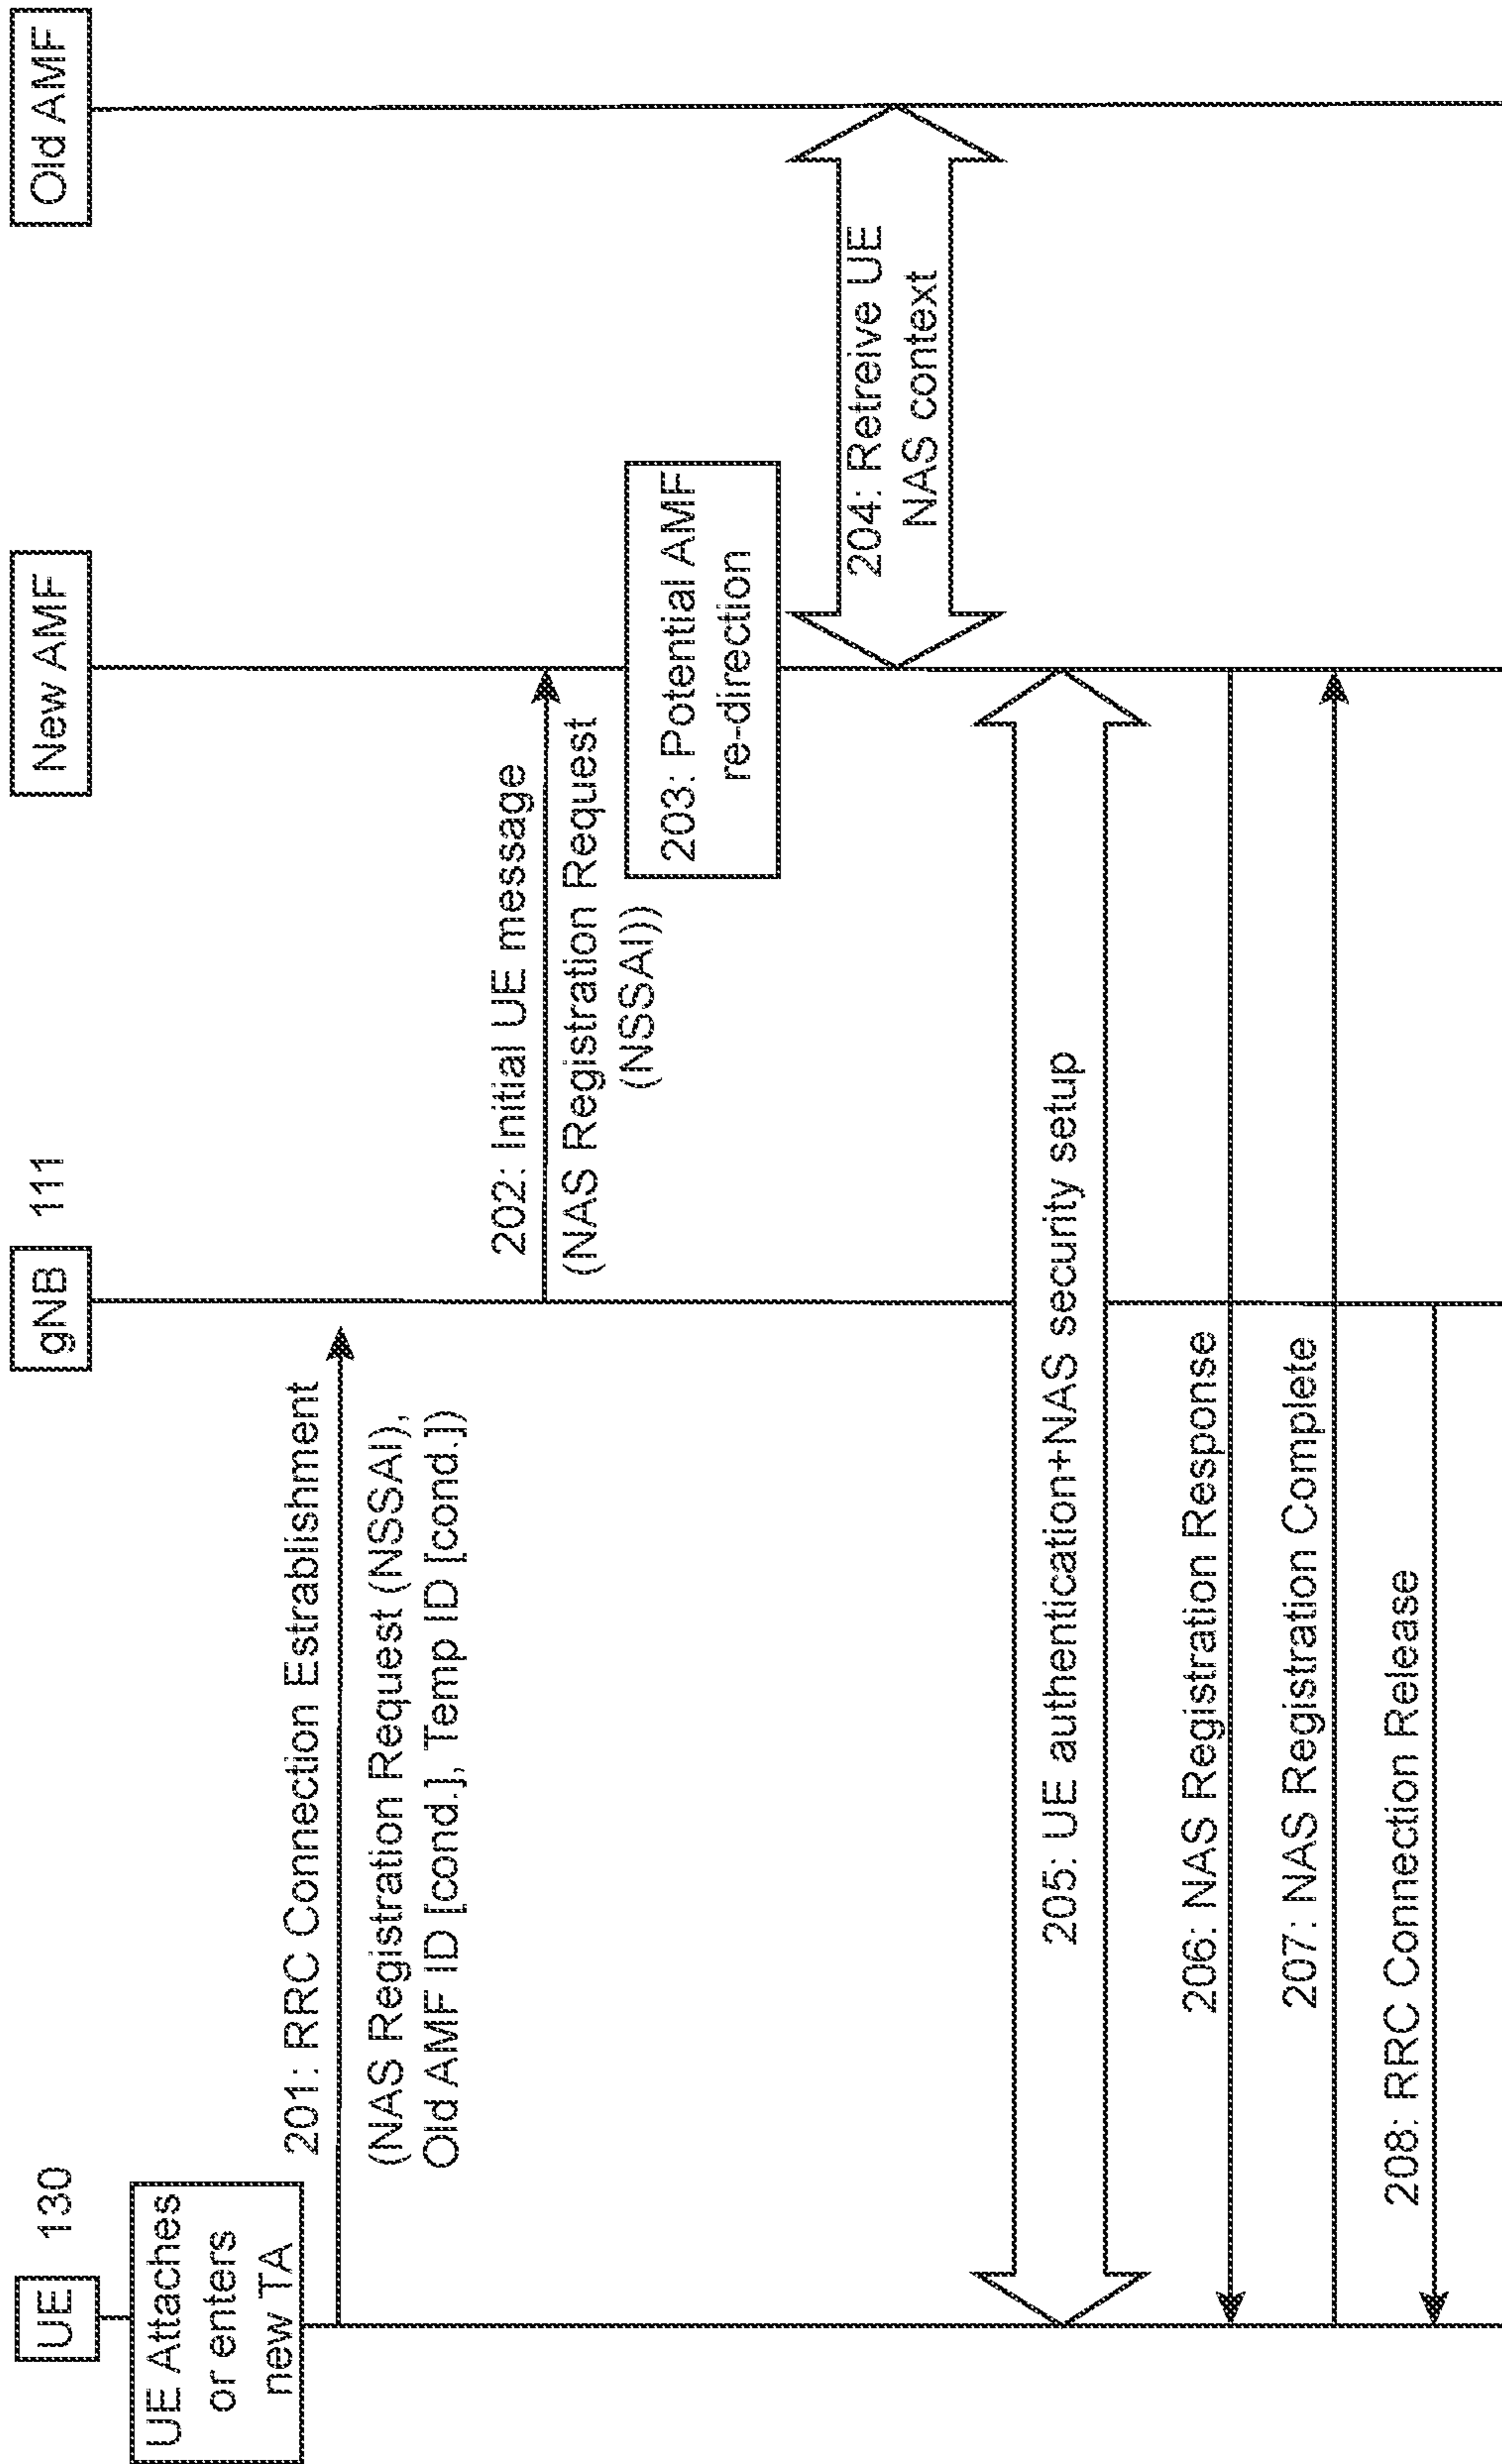 UE 130
gNB 111
New AMF
Old AMF
UE Attaches
or enters
new TA
201: RRC Connection Estrablishment
(NAS Registration Request (NSSAI),
Old AMF ID [cond.], Temp ID [cond.])
202: Initial UE message
(NAS Registration Request
(NSSAI))
203: Potential AMF
re-direction
204: Retreive UE
NAS context
205: UE authentication+NAS security setup
206: NAS Registration Response
207: NAS Registration Complete
208: RRC Connection Release